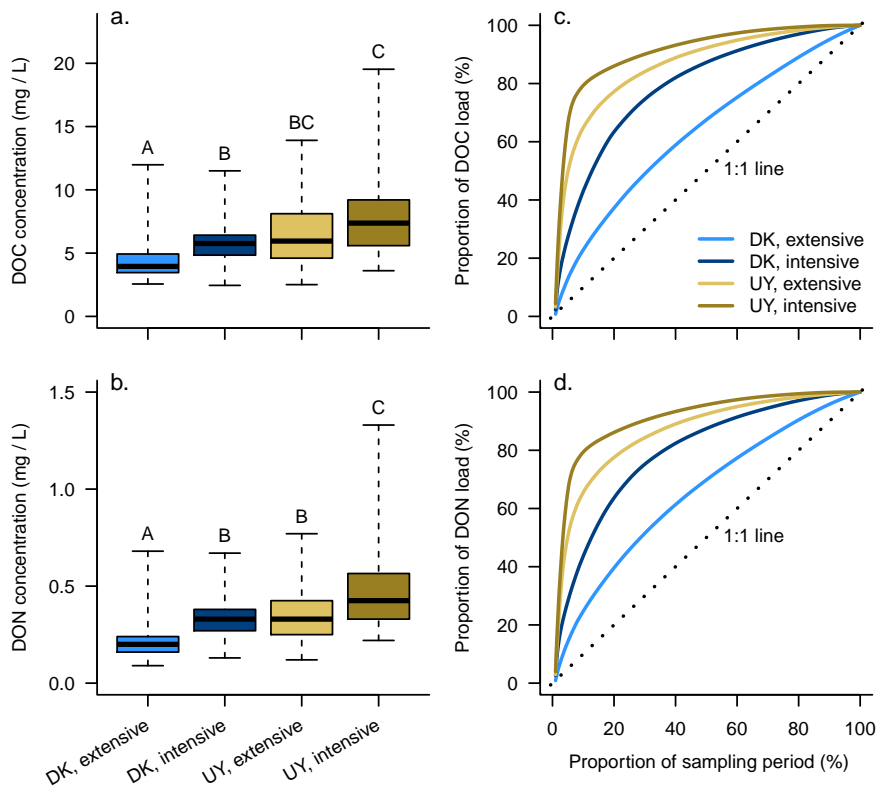 a.
DOC concentration (mg / L)
20
15
10
5
0
A
B
BC
C
b.
DON concentration (mg / L)
1.5
1.0
0.5
0.0
A
B
B
C
DK, extensive
DK, intensive
UY, extensive
UY, intensive
c.
Proportion of DOC load (%)
100
80
60
40
20
0
1:1 line
DK, extensive
DK, intensive
UY, extensive
UY, intensive
d.
Proportion of DON load (%)
100
80
60
40
20
0
1:1 line
0 20 40 60 80 100
Proportion of sampling period (%)